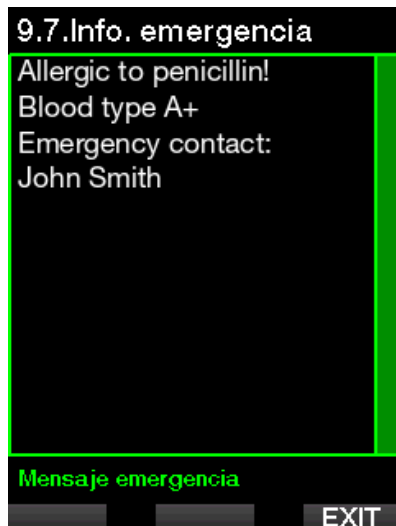 9.7.Info. emergencia
Allergic to penicillin!
Blood type A+
Emergency contact:
John Smith
Mensaje emergencia
EXIT